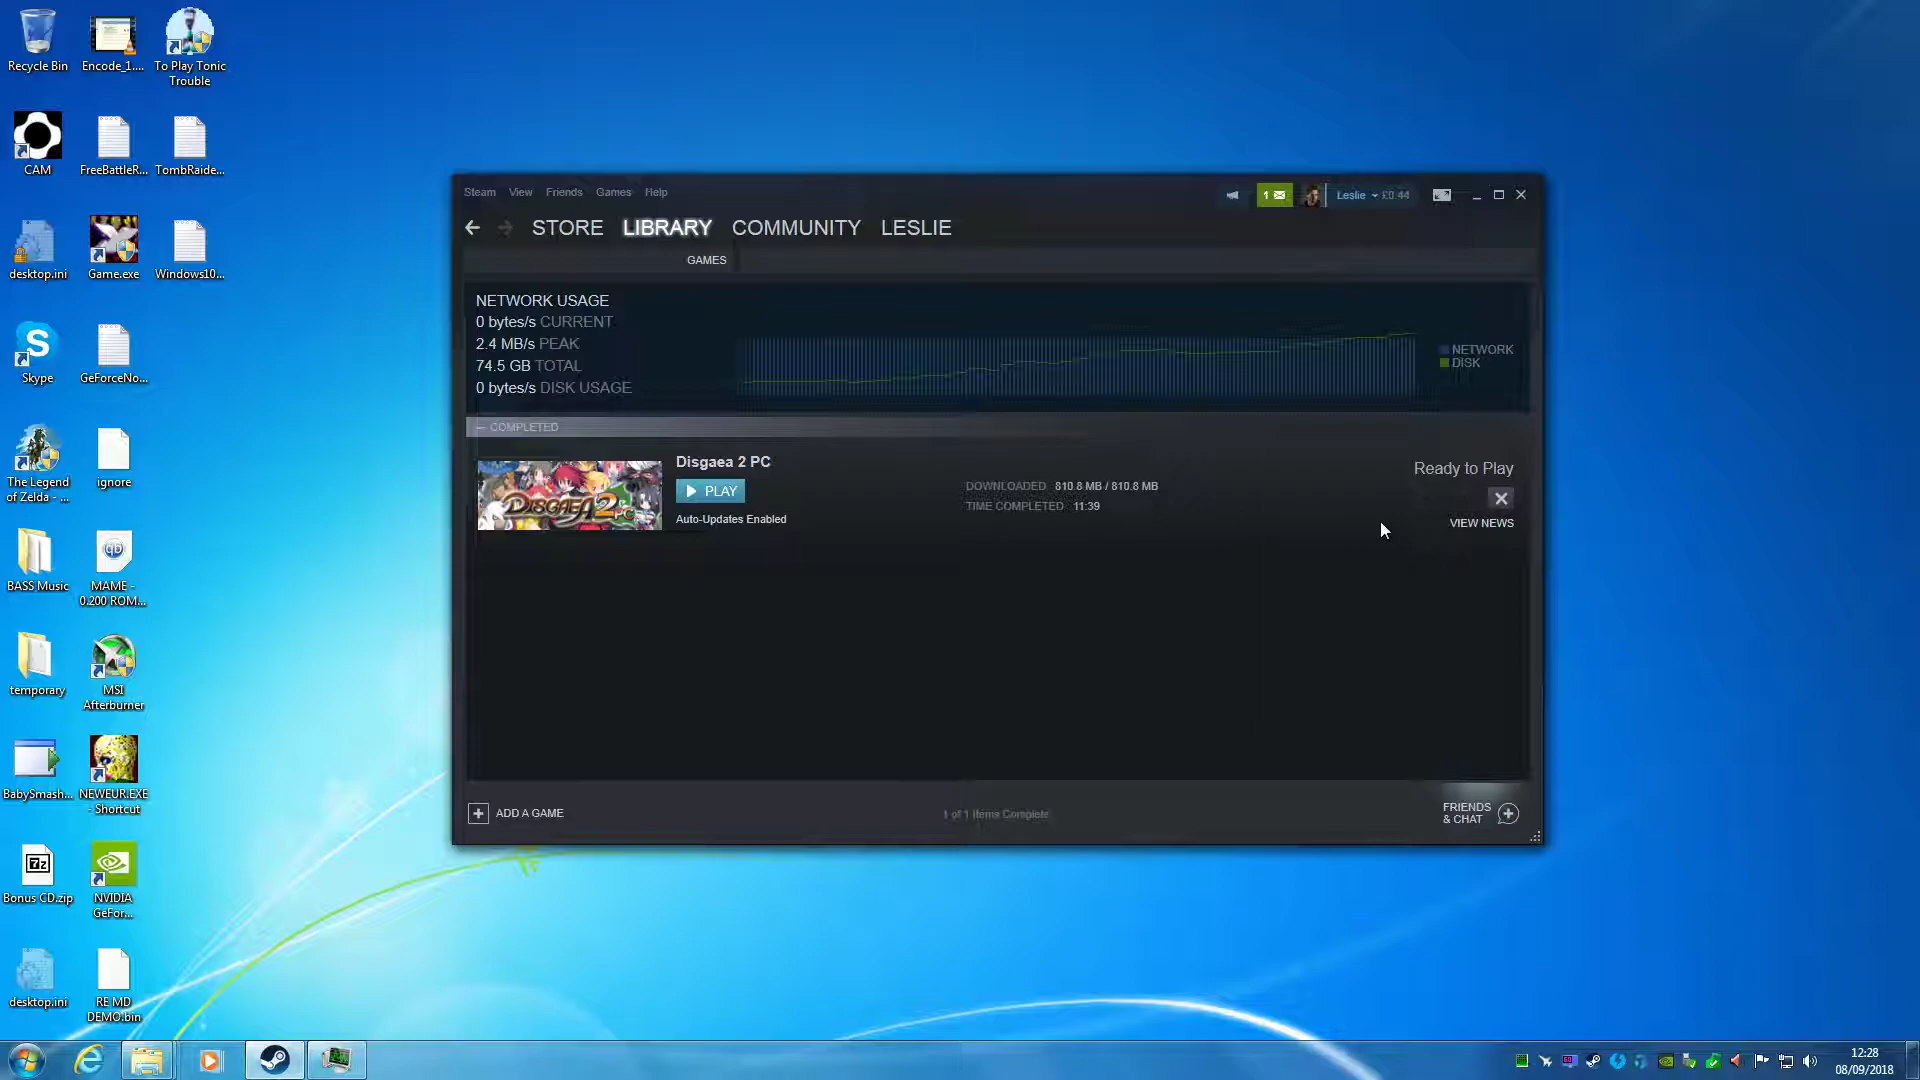 Recycle Bin
Encode_1....
To Play Tonic
Trouble
CAM
FreeBattleR...
TombRaide...
desktop.ini
Game.exe
Windows10...
Skype
GeForceNo...
The Legend
of Zelda - ...
ignore
BASS Music
MAME -
0.200 ROM...
temporary
MSI
Afterburner
BabySmash...
NEWEUR.EXE
- Shortcut
Bonus CD.zip
NVIDIA
GeFor...
desktop.ini
RE MD
DEMO.bin
Steam View Friends Games Help
1
Leslie £0.44
STORE LIBRARY COMMUNITY LESLIE
GAMES
NETWORK USAGE
0 bytes/s CURRENT
2.4 MB/s PEAK
74.5 GB TOTAL
0 bytes/s DISK USAGE
NETWORK
DISK
— COMPLETED
DISGAEA 2 PC
Disgaea 2 PC
PLAY
Auto-Updates Enabled
DOWNLOADED 810.8 MB / 810.8 MB
TIME COMPLETED 11:39
Ready to Play
VIEW NEWS
ADD A GAME
1 of 1 Items Complete
FRIENDS
& CHAT
12:28
08/09/2018